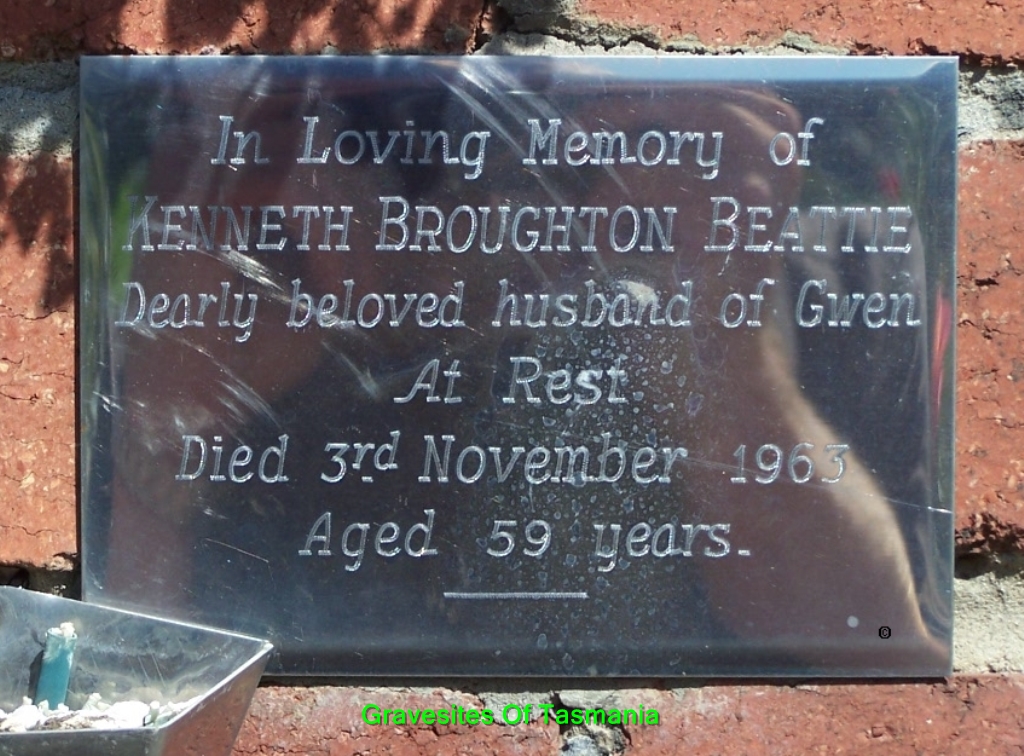 In Loving Memory of
KENNETH BROUGHTON BEATTIE
Dearly beloved husband of Gwen
At Rest
Died 3rd November 1963
Aged 59 years.
©
Gravesites Of Tasmania